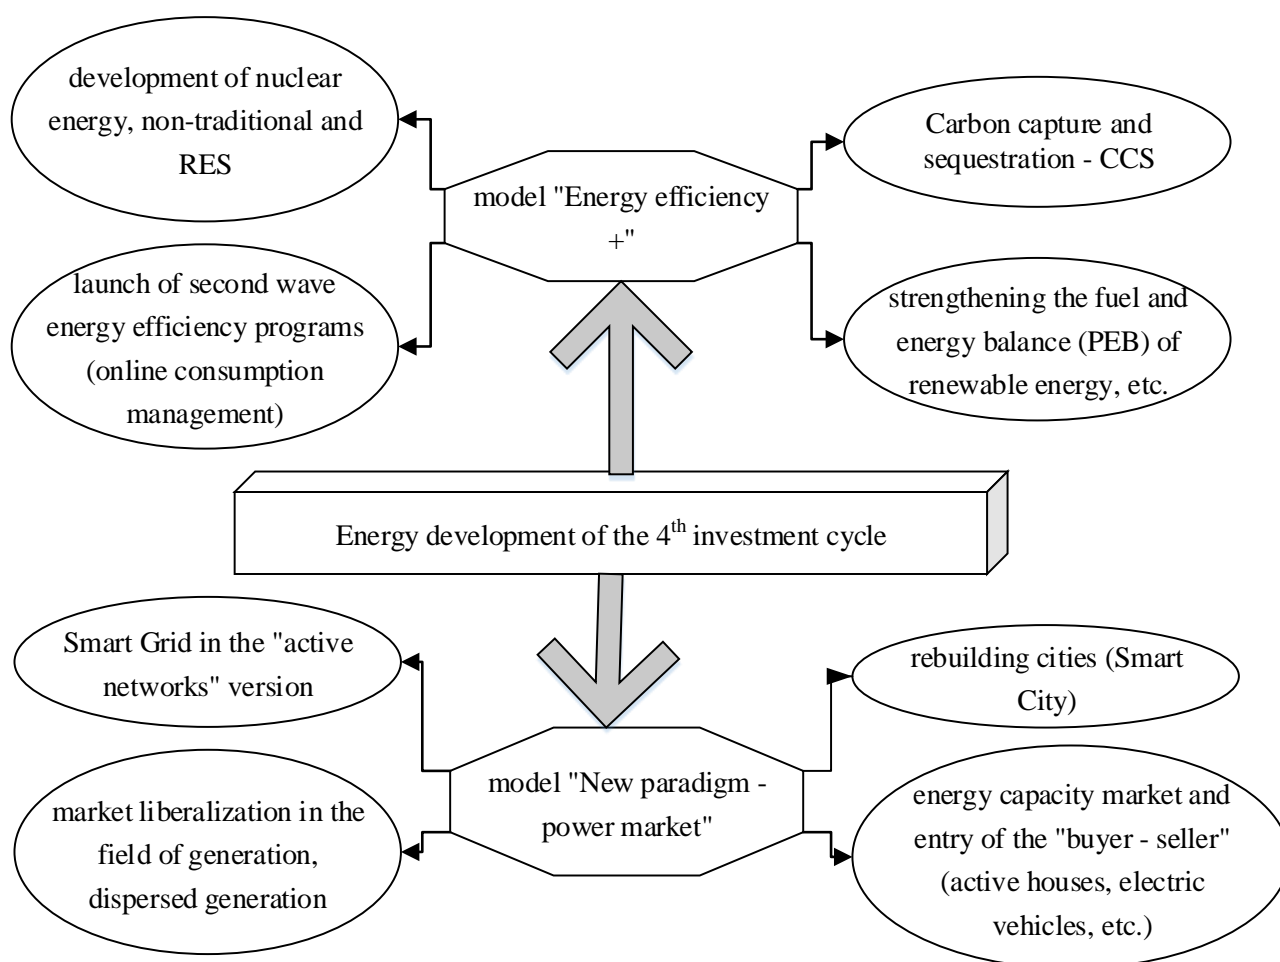 development of nuclear
energy, non-traditional and
RES
Carbon capture and
sequestration - CCS
model "Energy efficiency
+"
launch of second wave
energy efficiency programs
(online consumption
management)
strengthening the fuel and
energy balance (PEB) of
renewable energy, etc.
Energy development of the 4th investment cycle
Smart Grid in the "active
networks" version
rebuilding cities (Smart
City)
model "New paradigm -
power market"
market liberalization in the
field of generation,
dispersed generation
energy capacity market and
entry of the "buyer - seller"
(active houses, electric
vehicles, etc.)